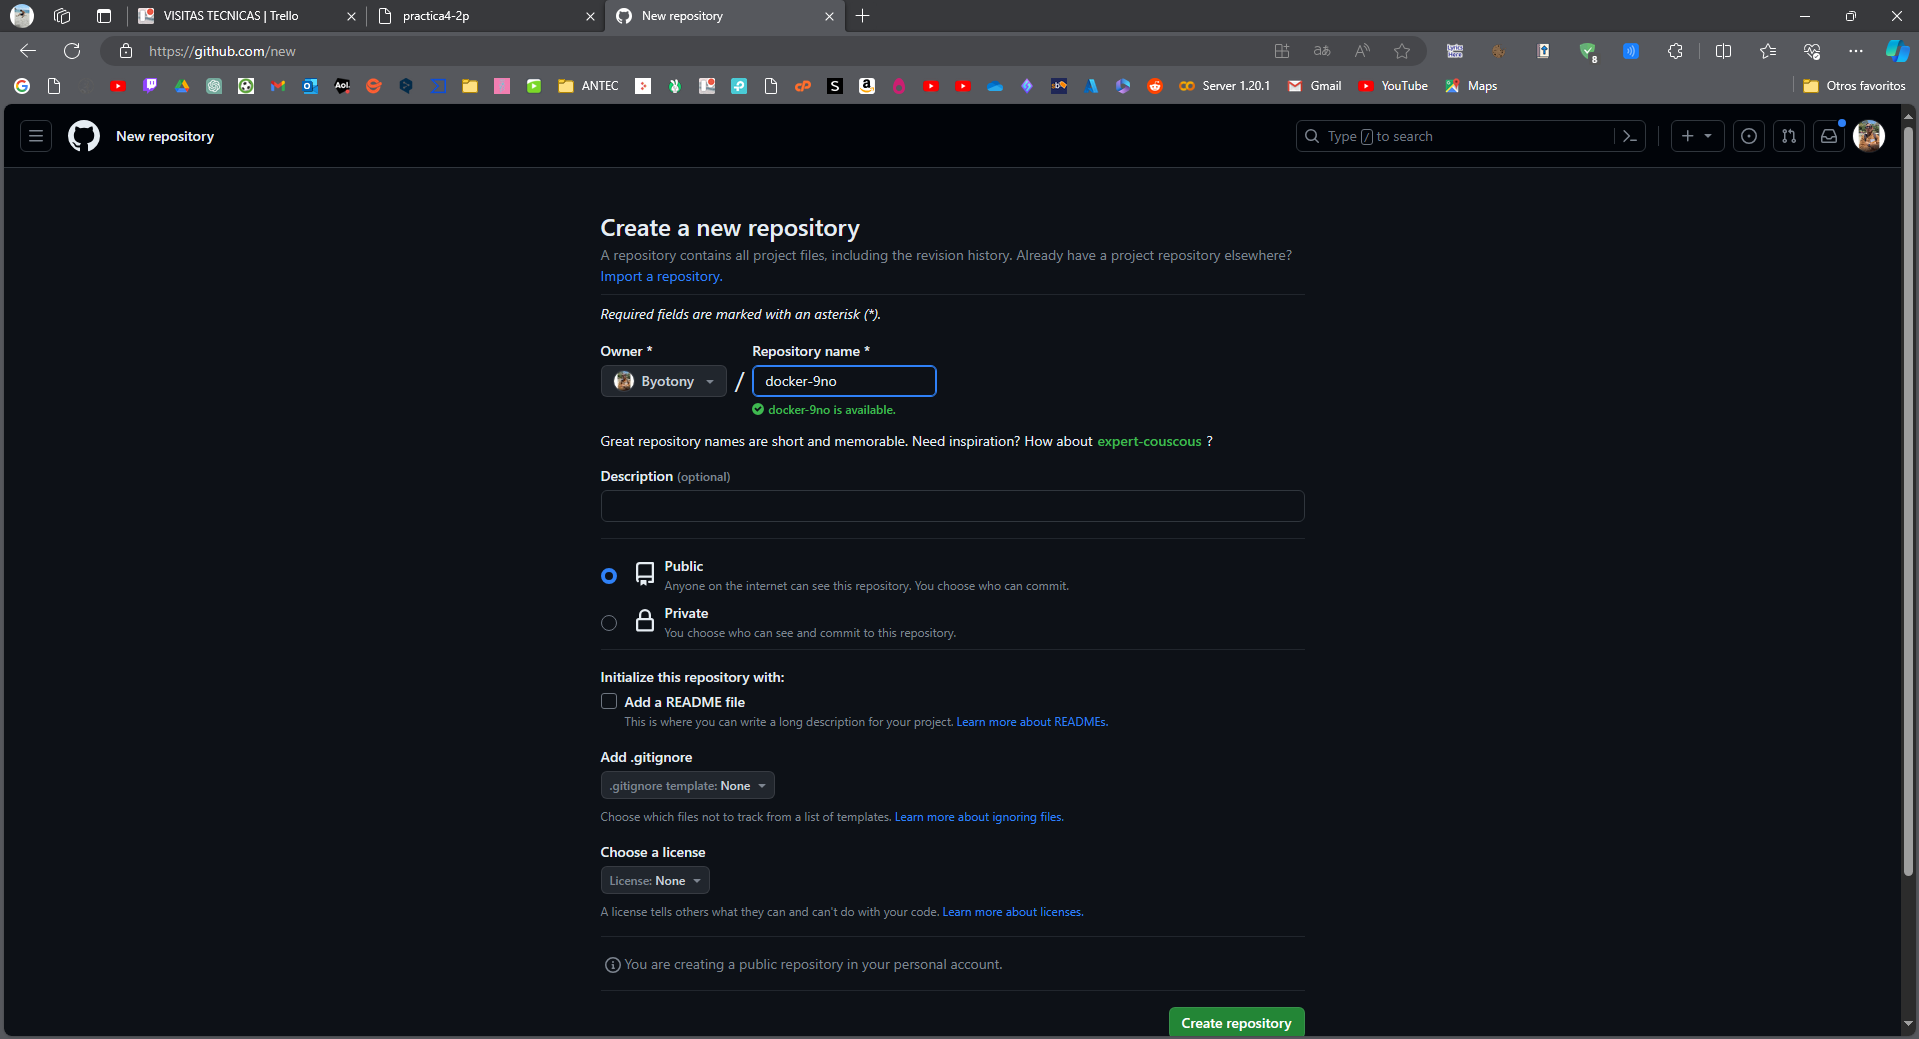 VISITAS TECNICAS | Trello
practica4-2p
New repository
https://github.com/new
ANTEC
Server 1.20.1
Gmail
YouTube
Maps
Otros favoritos
New repository
Type / to search
Create a new repository
A repository contains all project files, including the revision history. Already have a project repository elsewhere?
Import a repository.
Required fields are marked with an asterisk (*).
Owner *
Repository name *
Byotony
/
docker-9no
docker-9no is available.
Great repository names are short and memorable. Need inspiration? How about expert-couscous ?
Description (optional)
Public
Anyone on the internet can see this repository. You choose who can commit.
Private
You choose who can see and commit to this repository.
Initialize this repository with:
Add a README file
This is where you can write a long description for your project. Learn more about READMEs.
Add .gitignore
.gitignore template: None
Choose which files not to track from a list of templates. Learn more about ignoring files.
Choose a license
License: None
A license tells others what they can and can't do with your code. Learn more about licenses.
You are creating a public repository in your personal account.
Create repository